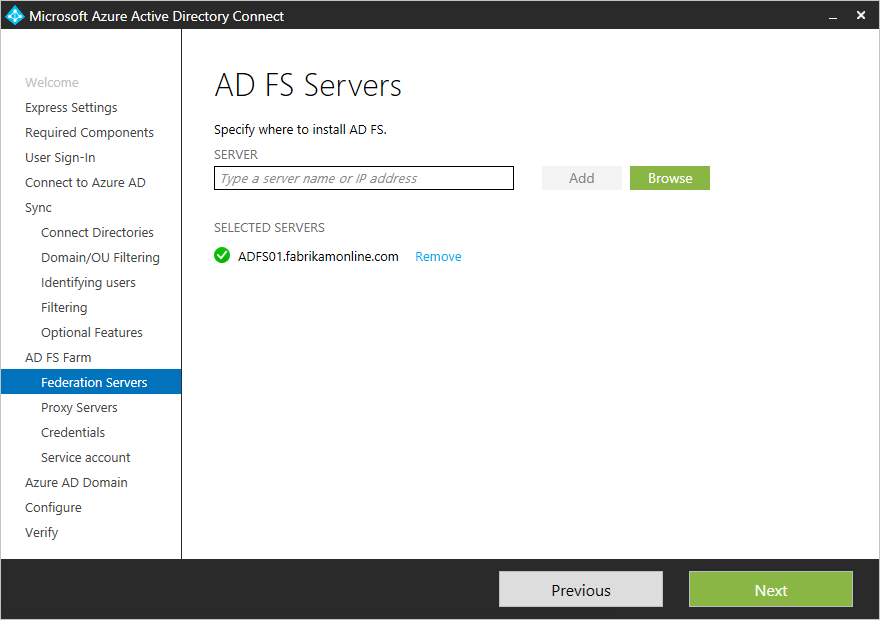 Microsoft Azure Active Directory Connect
Welcome
Express Settings
Required Components
User Sign-In
Connect to Azure AD
Sync
Connect Directories
Domain/OU Filtering
Identifying users
Filtering
Optional Features
AD FS Farm
Federation Servers
Proxy Servers
Credentials
Service account
Azure AD Domain
Configure
Verify
AD FS Servers
Specify where to install AD FS.
SERVER
Type a server name or IP address Add Browse
SELECTED SERVERS
ADFS01.fabrikamonline.com Remove
Previous Next